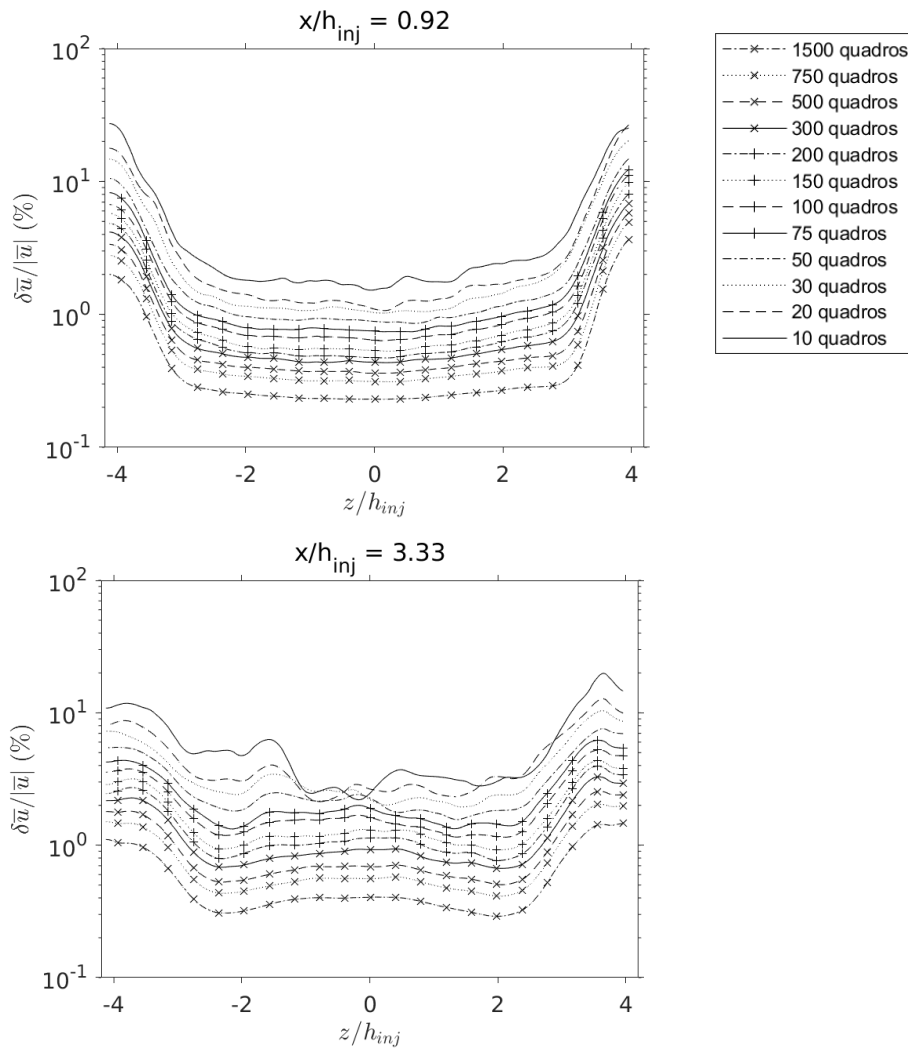 x/h_inj = 0.92
10^2
10^1
10^0
10^-1
δu̅/|u̅| (%)
-4 -2 0 2 4
z/h_inj
1500 quadros
750 quadros
500 quadros
300 quadros
200 quadros
150 quadros
100 quadros
75 quadros
50 quadros
30 quadros
20 quadros
10 quadros
x/h_inj = 3.33
10^2
10^1
10^0
10^-1
δu̅/|u̅| (%)
-4 -2 0 2 4
z/h_inj